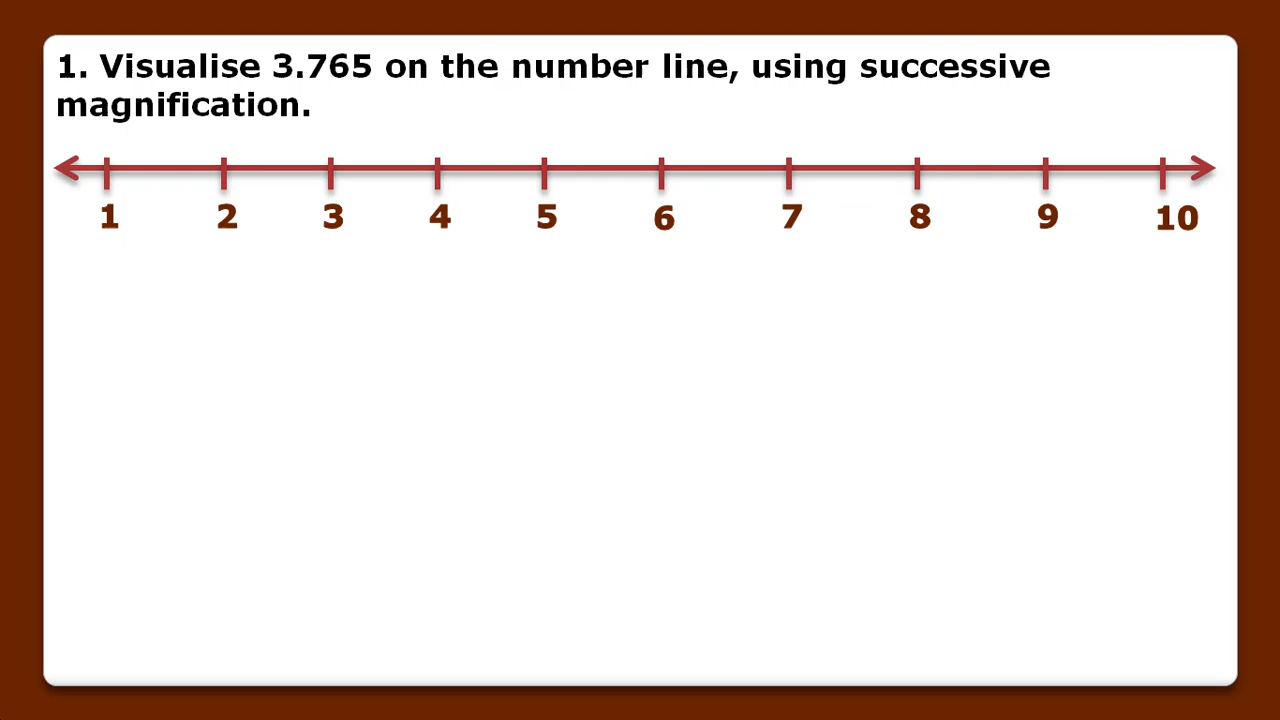 1. Visualise 3.765 on the number line, using successive
magnification.
1 2 3 4 5 6 7 8 9 10